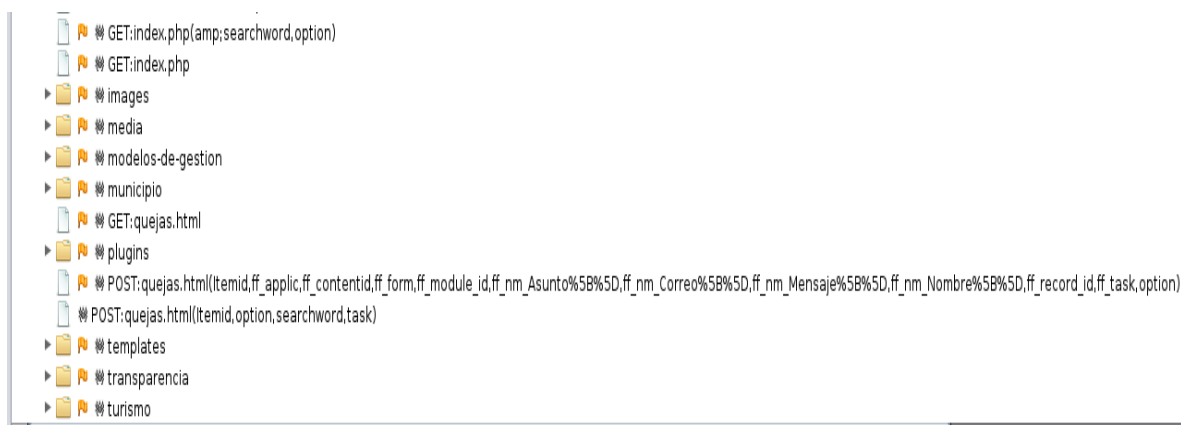 GET:index.php(amp;searchword,option)
GET:index.php
images
media
modelos-de-gestion
municipio
GET:quejas.html
plugins
POST:quejas.html(Itemid,ff_applic,ff_contentid,ff_form,ff_module_id,ff_nm_Asunto%5B%5D,ff_nm_Correo%5B%5D,ff_nm_Mensaje%5B%5D,ff_nm_Nombre%5B%5D,ff_record_id,ff_task,option)
POST:quejas.html(Itemid,option,searchword,task)
templates
transparencia
turismo